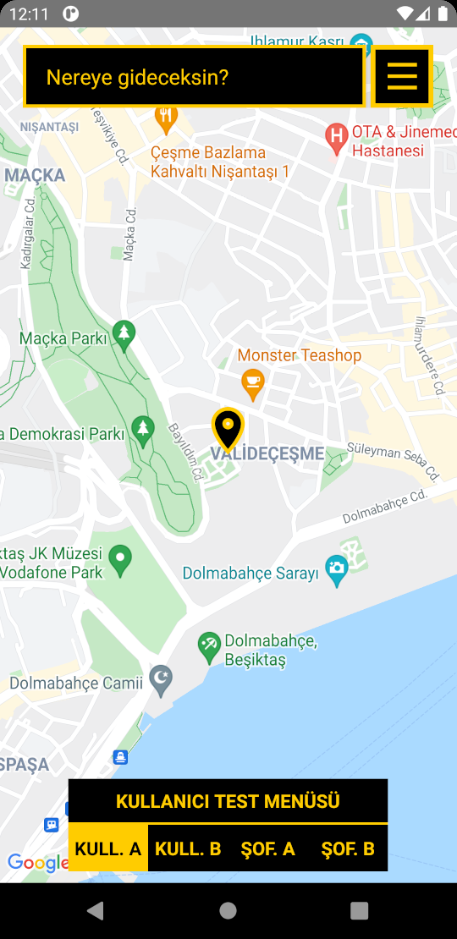 12:11
Ihlamur Kasrı
Nereye gideceksin?
Teşvikiye Cd.
NİŞANTAŞI
OTA & Jinemed
Hastanesi
Çeşme Bazlama
Kahvaltı Nişantaşı 1
MAÇKA
Kadırgalar Cd.
Maçka Cd.
Maçka Parkı
Ihlamurdere Cd.
Monster Teashop
a Demokrasi Parkı
Bayıldım Cd.
VALİDEÇEŞME
Süleyman Seba Cd.
Dolmabahçe Cd.
ktaş JK Müzesi
Vodafone Park
Dolmabahçe Sarayı
Dolmabahçe,
Beşiktaş
Dolmabahçe Camii
SPAŞA
KULLANICI TEST MENÜSÜ
KULL. A KULL. B ŞOF. A ŞOF. B
Google